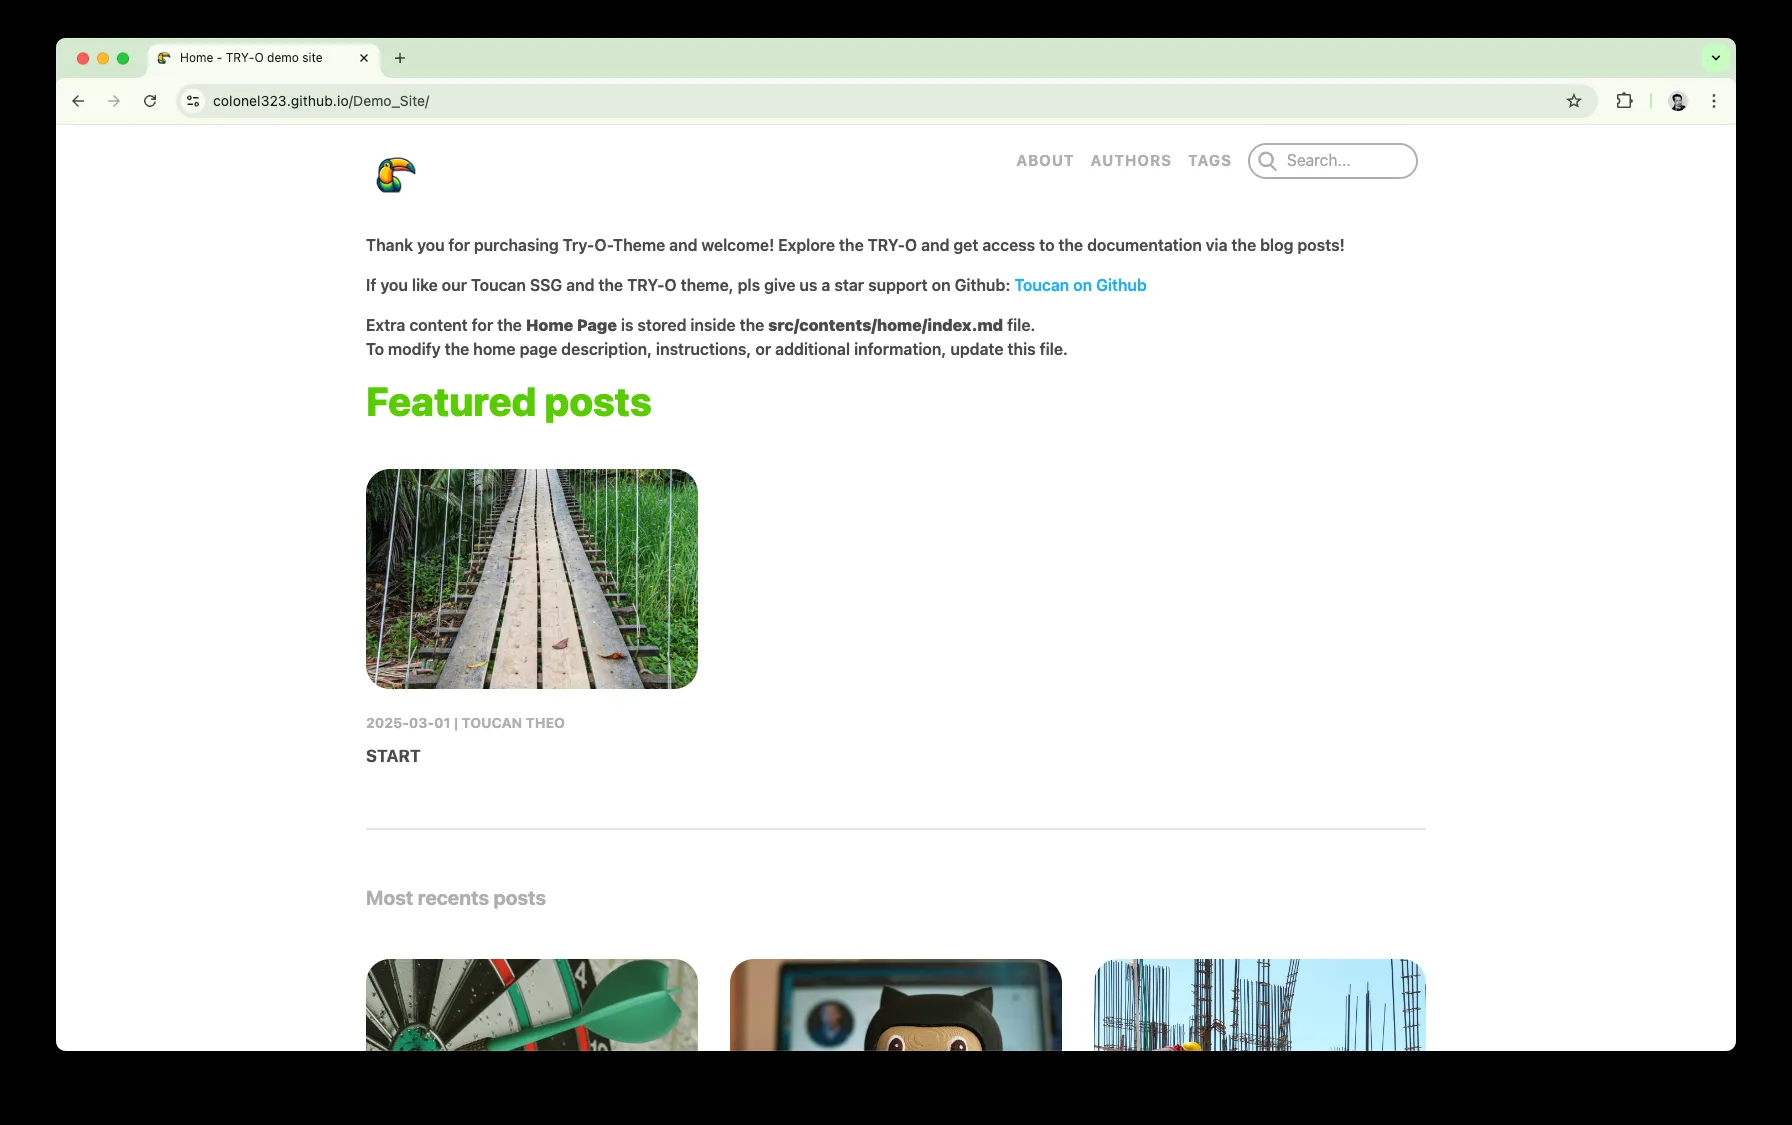 Home - TRY-O demo site
colonel323.github.io/Demo_Site/
ABOUT AUTHORS TAGS Search...
Thank you for purchasing Try-O-Theme and welcome! Explore the TRY-O and get access to the documentation via the blog posts!
If you like our Toucan SSG and the TRY-O theme, pls give us a star support on Github: Toucan on Github
Extra content for the Home Page is stored inside the src/contents/home/index.md file.
To modify the home page description, instructions, or additional information, update this file.
Featured posts
2025-03-01 | TOUCAN THEO
START
Most recents posts
4
10